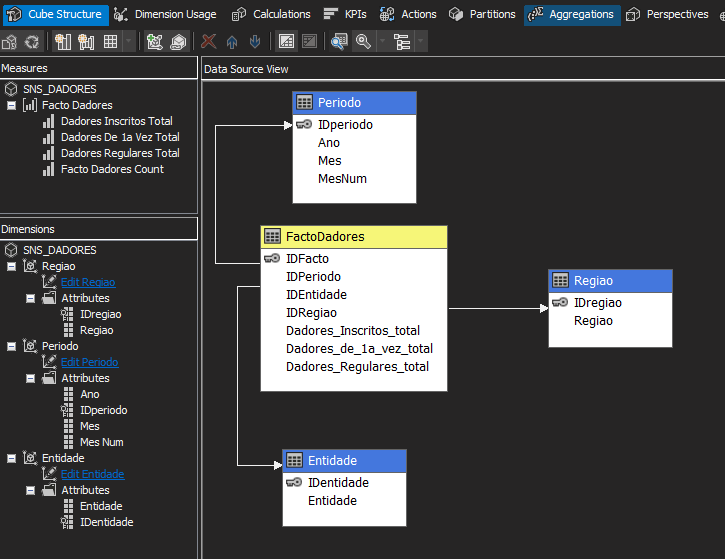 Cube Structure
Dimension Usage
Calculations
KPIs
Actions
Partitions
Aggregations
Perspectives
Measures
SNS_DADORES
Facto Dadores
Dadores Inscritos Total
Dadores De 1a Vez Total
Dadores Regulares Total
Facto Dadores Count
Dimensions
SNS_DADORES
Regiao
Edit Regiao
Attributes
IDregiao
Regiao
Periodo
Edit Periodo
Attributes
Ano
IDperiodo
Mes
Mes Num
Entidade
Edit Entidade
Attributes
Entidade
IDentidade
Data Source View
Periodo
IDperiodo
Ano
Mes
MesNum
FactoDadores
IDFacto
IDPeriodo
IDEntidade
IDRegiao
Dadores_Inscritos_total
Dadores_de_1a_vez_total
Dadores_Regulares_total
Regiao
IDregiao
Regiao
Entidade
IDentidade
Entidade